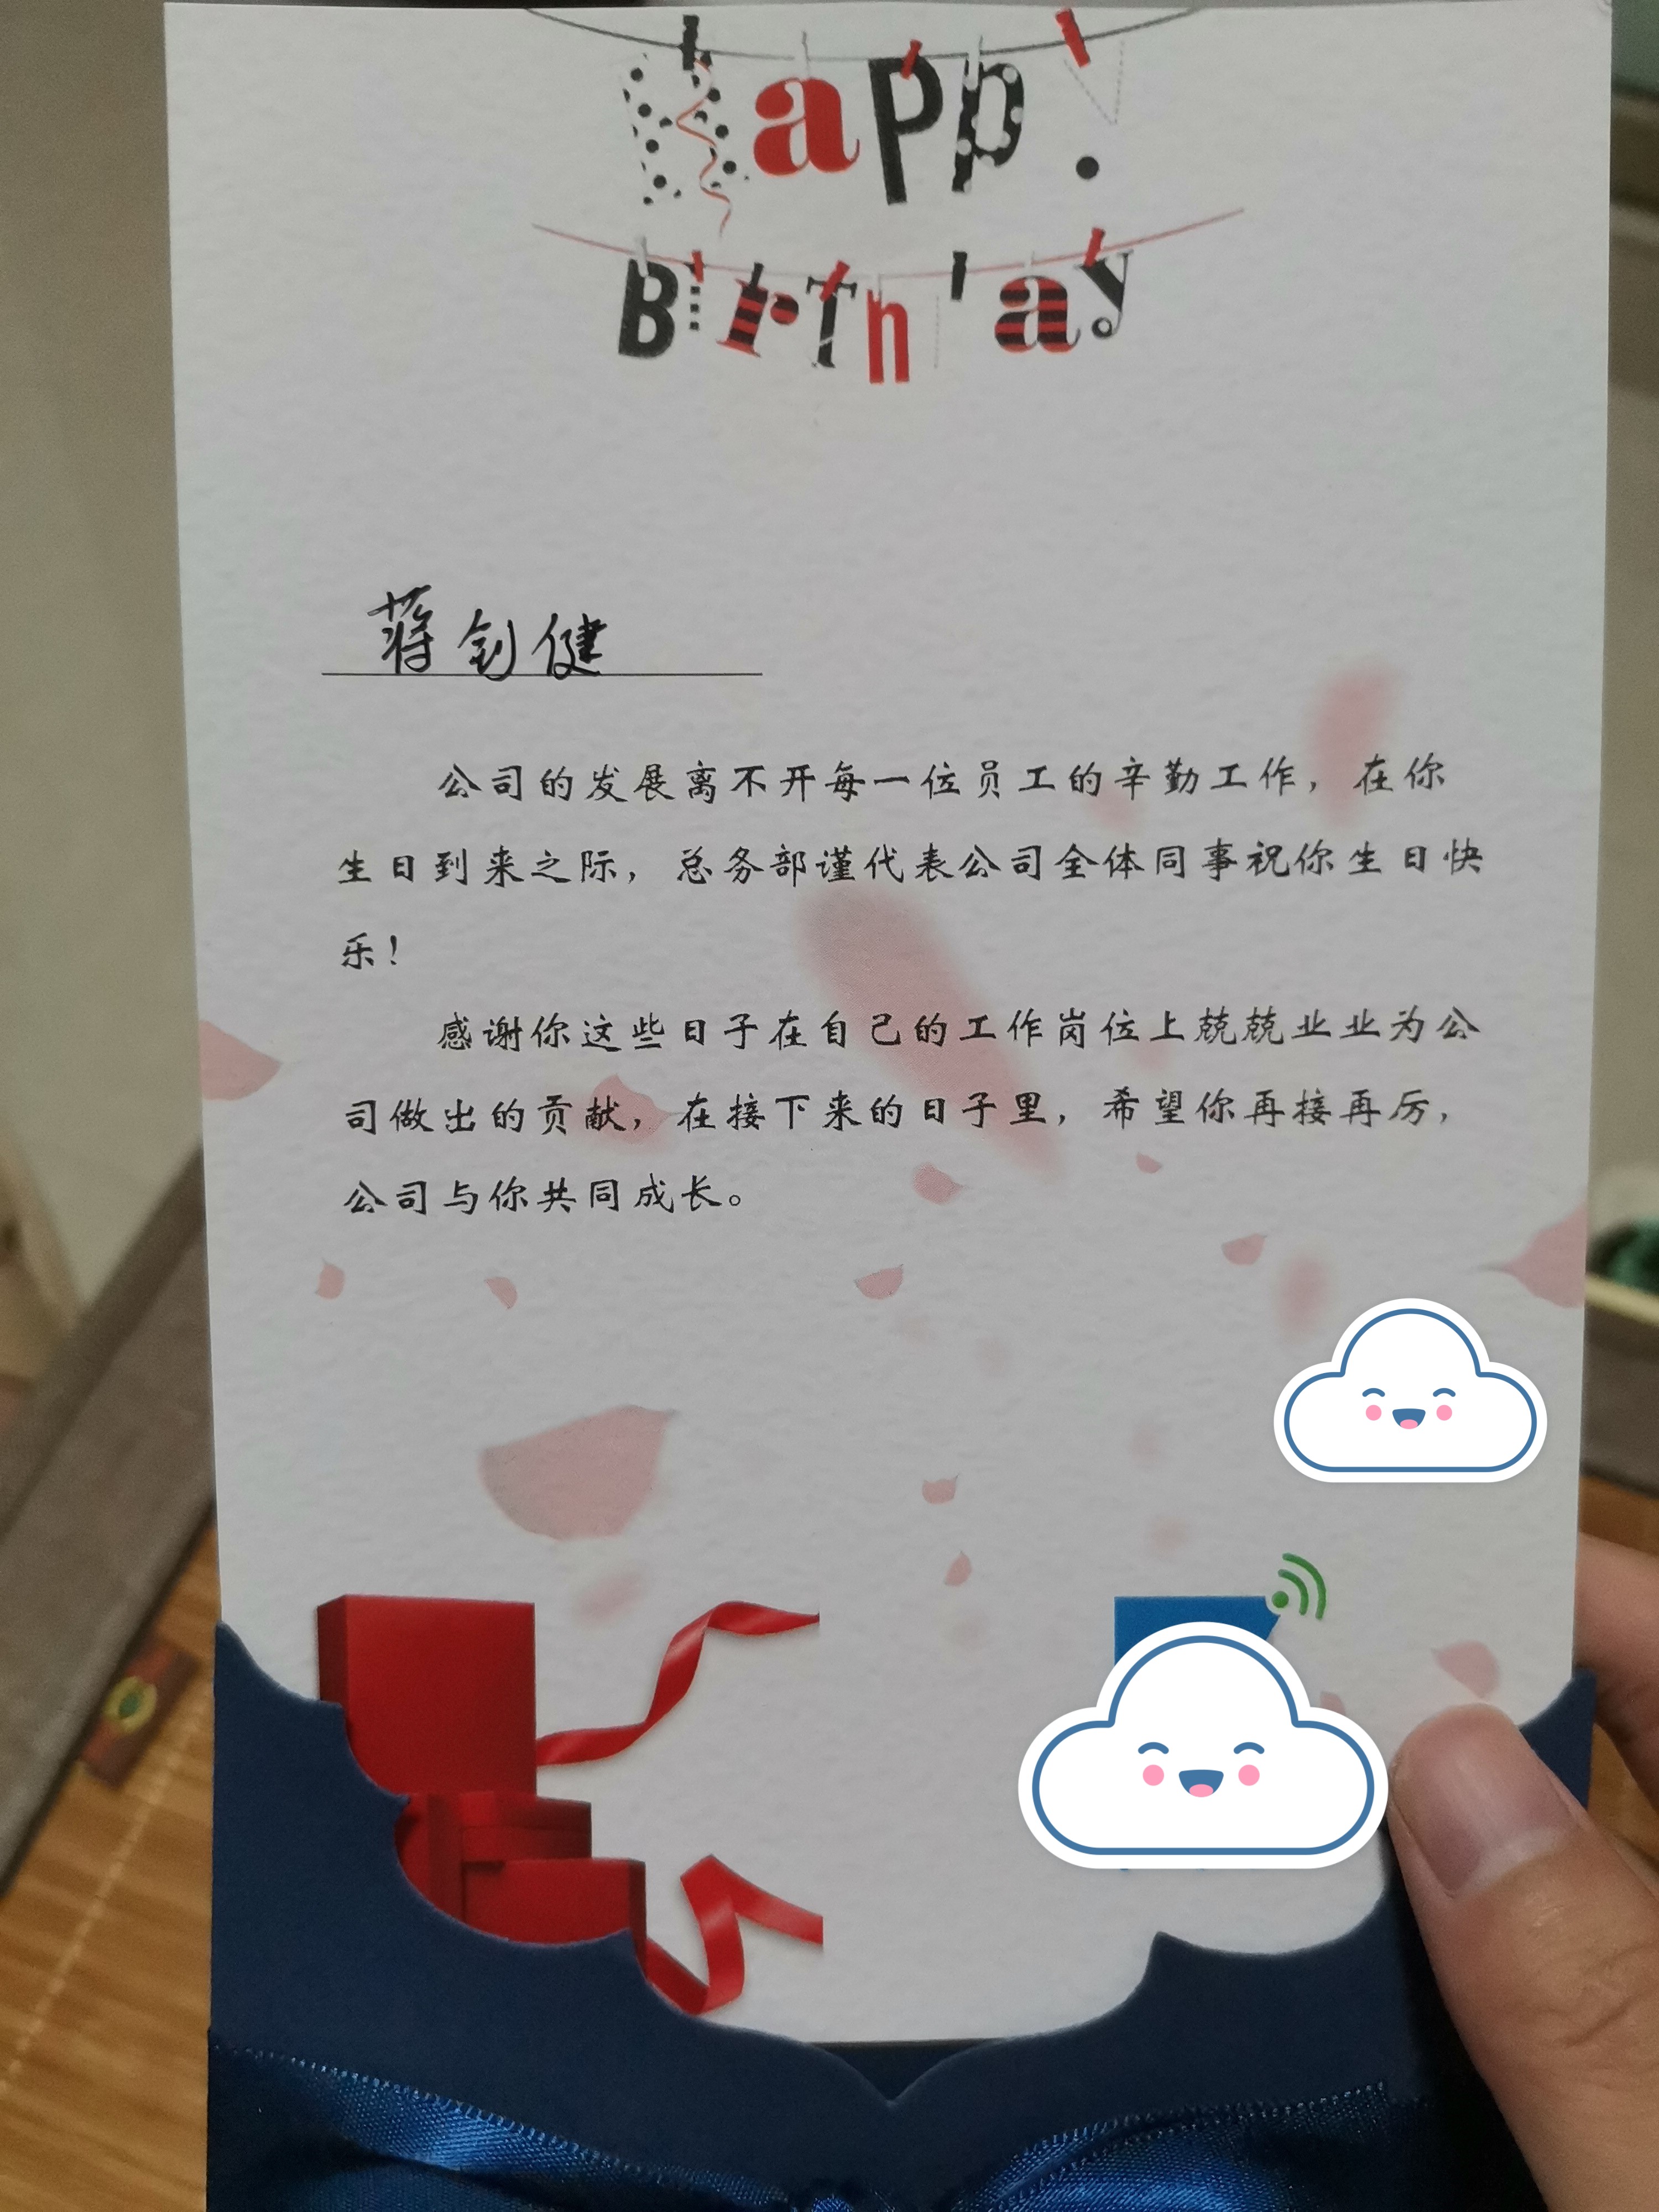 Happy
Birthday
蒋钊健
公司的发展离不开每一位员工的辛勤工作，在你
生日到来之际，总务部谨代表公司全体同事祝你生日快
乐！
感谢你这些日子在自己的工作岗位上兢兢业业为公
司做出的贡献，在接下来的日子里，希望你再接再厉，
公司与你共同成长。